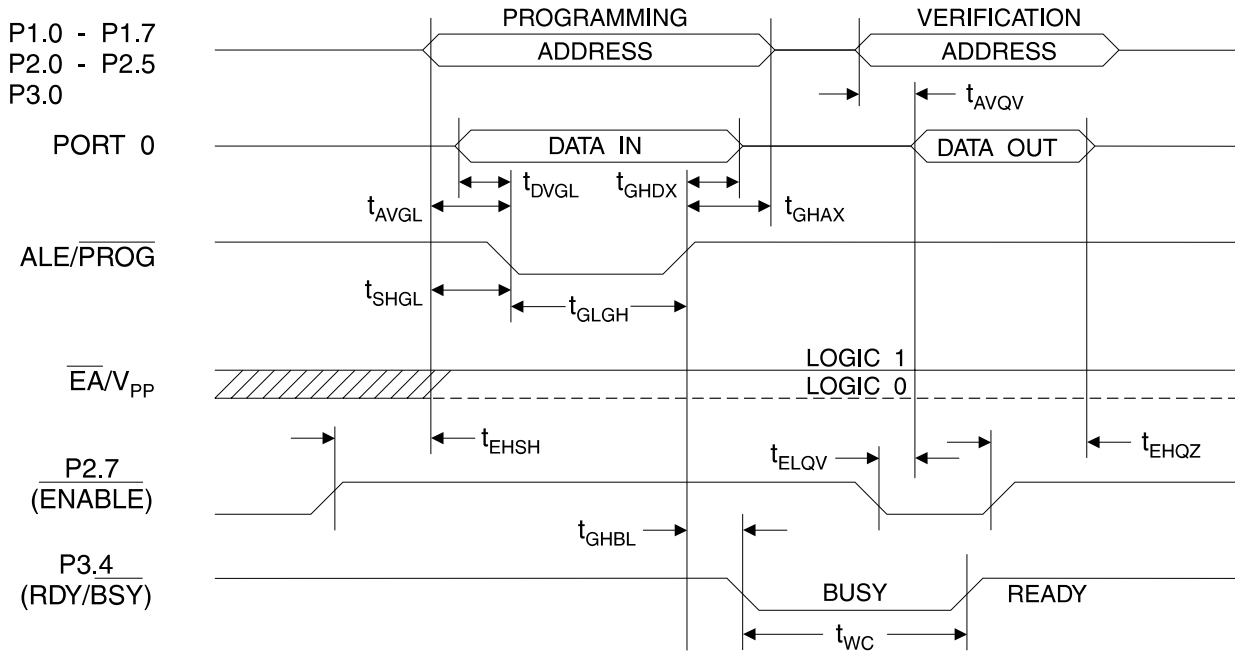 PROGRAMMING VERIFICATION
P1.0 - P1.7
P2.0 - P2.5
P3.0
ADDRESS ADDRESS
tAVQV
PORT 0 DATA IN DATA OUT
tDVGL tGHDX
tAVGL tGHAX
ALE/PROG
tSHGL tGLGH
LOGIC 1
EA/VPP
LOGIC 0
tEHSH tELQV tEHQZ
P2.7
(ENABLE)
tGHBL
P3.4
(RDY/BSY)
BUSY READY
tWC